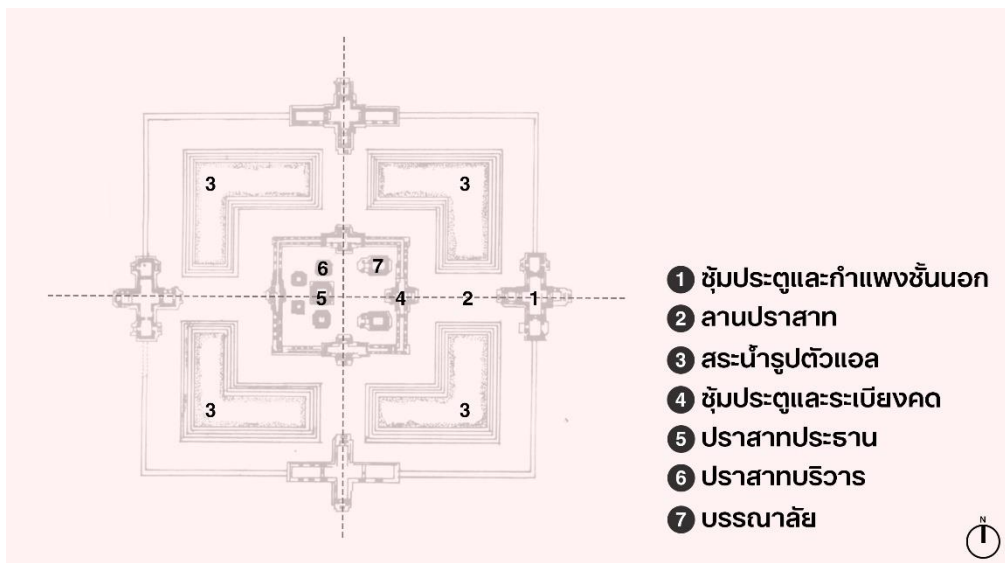 3 3
6 7
5 4 2 1
3 3
1 ซุ้มประตูและกำแพงชั้นนอก
2 ลานปราสาท
3 สระน้ำรูปตัวแอล
4 ซุ้มประตูและระเบียงคด
5 ปราสาทประธาน
6 ปราสาทบริวาร
7 บรรณาลัย
N